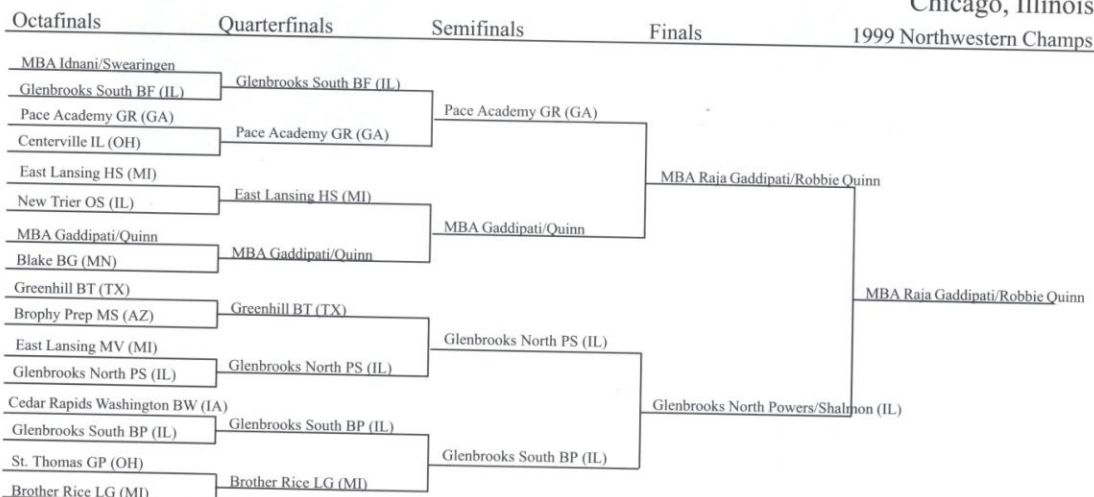 Chicago, Illinois
Octafinals Quarterfinals Semifinals Finals 1999 Northwestern Champs
MBA Idnani/Swearingen
Glenbrooks South BF (IL)
Glenbrooks South BF (IL)
Pace Academy GR (GA)
Pace Academy GR (GA)
Pace Academy GR (GA)
Centerville IL (OH)
East Lansing HS (MI)
MBA Raja Gaddipati/Robbie Quinn
East Lansing HS (MI)
New Trier OS (IL)
MBA Gaddipati/Quinn
MBA Gaddipati/Quinn
MBA Gaddipati/Quinn
Blake BG (MN)
Greenhill BT (TX)
MBA Raja Gaddipati/Robbie Quinn
Greenhill BT (TX)
Brophy Prep MS (AZ)
Glenbrooks North PS (IL)
East Lansing MV (MI)
Glenbrooks North PS (IL)
Glenbrooks North PS (IL)
Cedar Rapids Washington BW (IA)
Glenbrooks North Powers/Shalmon (IL)
Glenbrooks South BP (IL)
Glenbrooks South BP (IL)
Glenbrooks South BP (IL)
St. Thomas GP (OH)
Brother Rice LG (MI)
Brother Rice LG (MI)